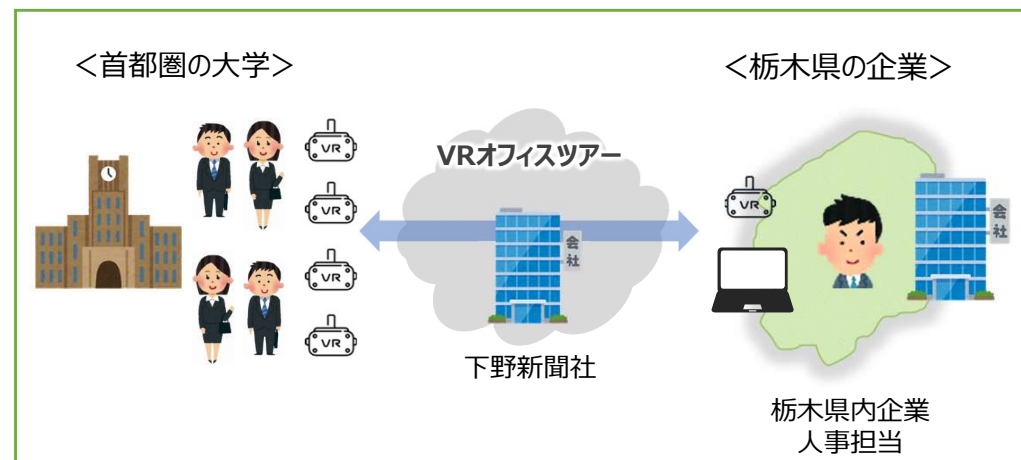 ＜首都圏の大学＞
VR
VR
VR
VR
VRオフィスツアー
会社
下野新聞社
＜栃木県の企業＞
VR
会社
栃木県内企業
人事担当